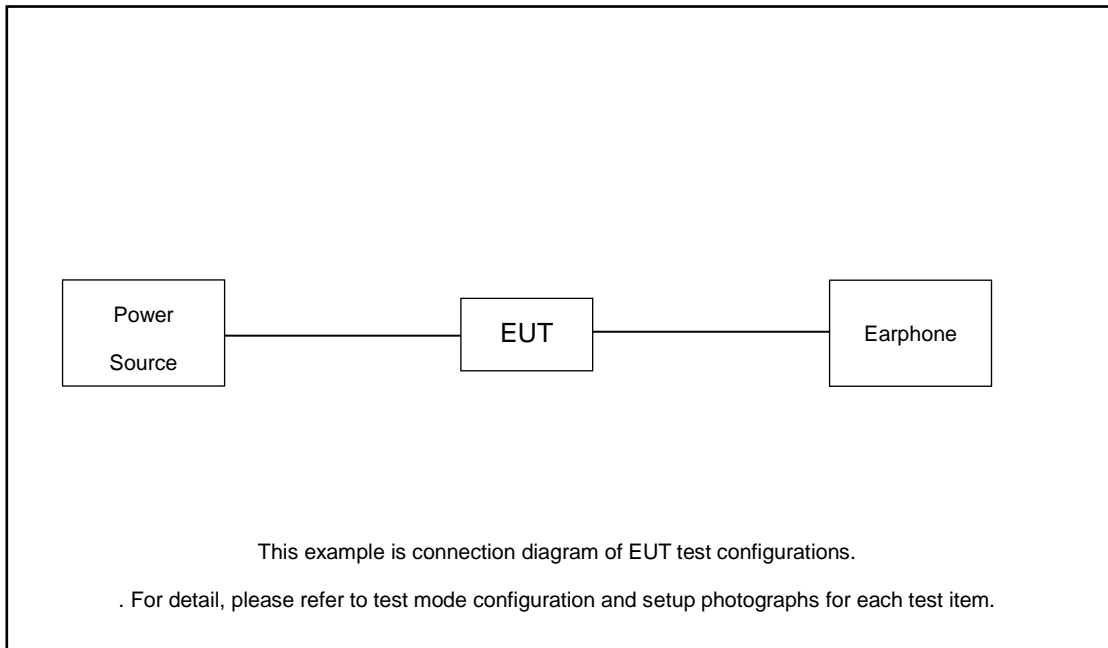 Power
Source
EUT
Earphone
This example is connection diagram of EUT test configurations.
. For detail, please refer to test mode configuration and setup photographs for each test item.